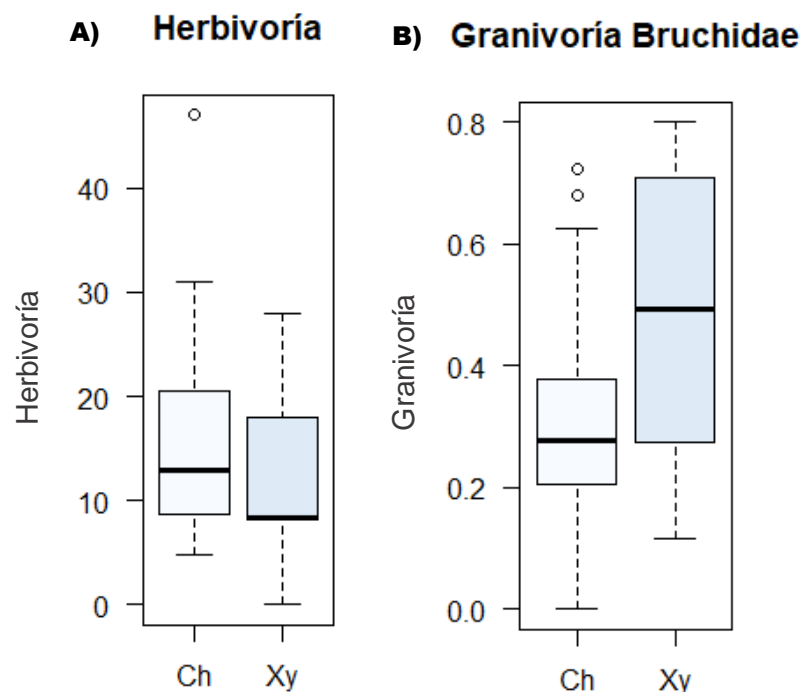 A) Herbivoría
Herbivoría
40
30
20
10
0
Ch Xy
B) Granivoría Bruchidae
Granivoría
0.8
0.6
0.4
0.2
0.0
Ch Xy